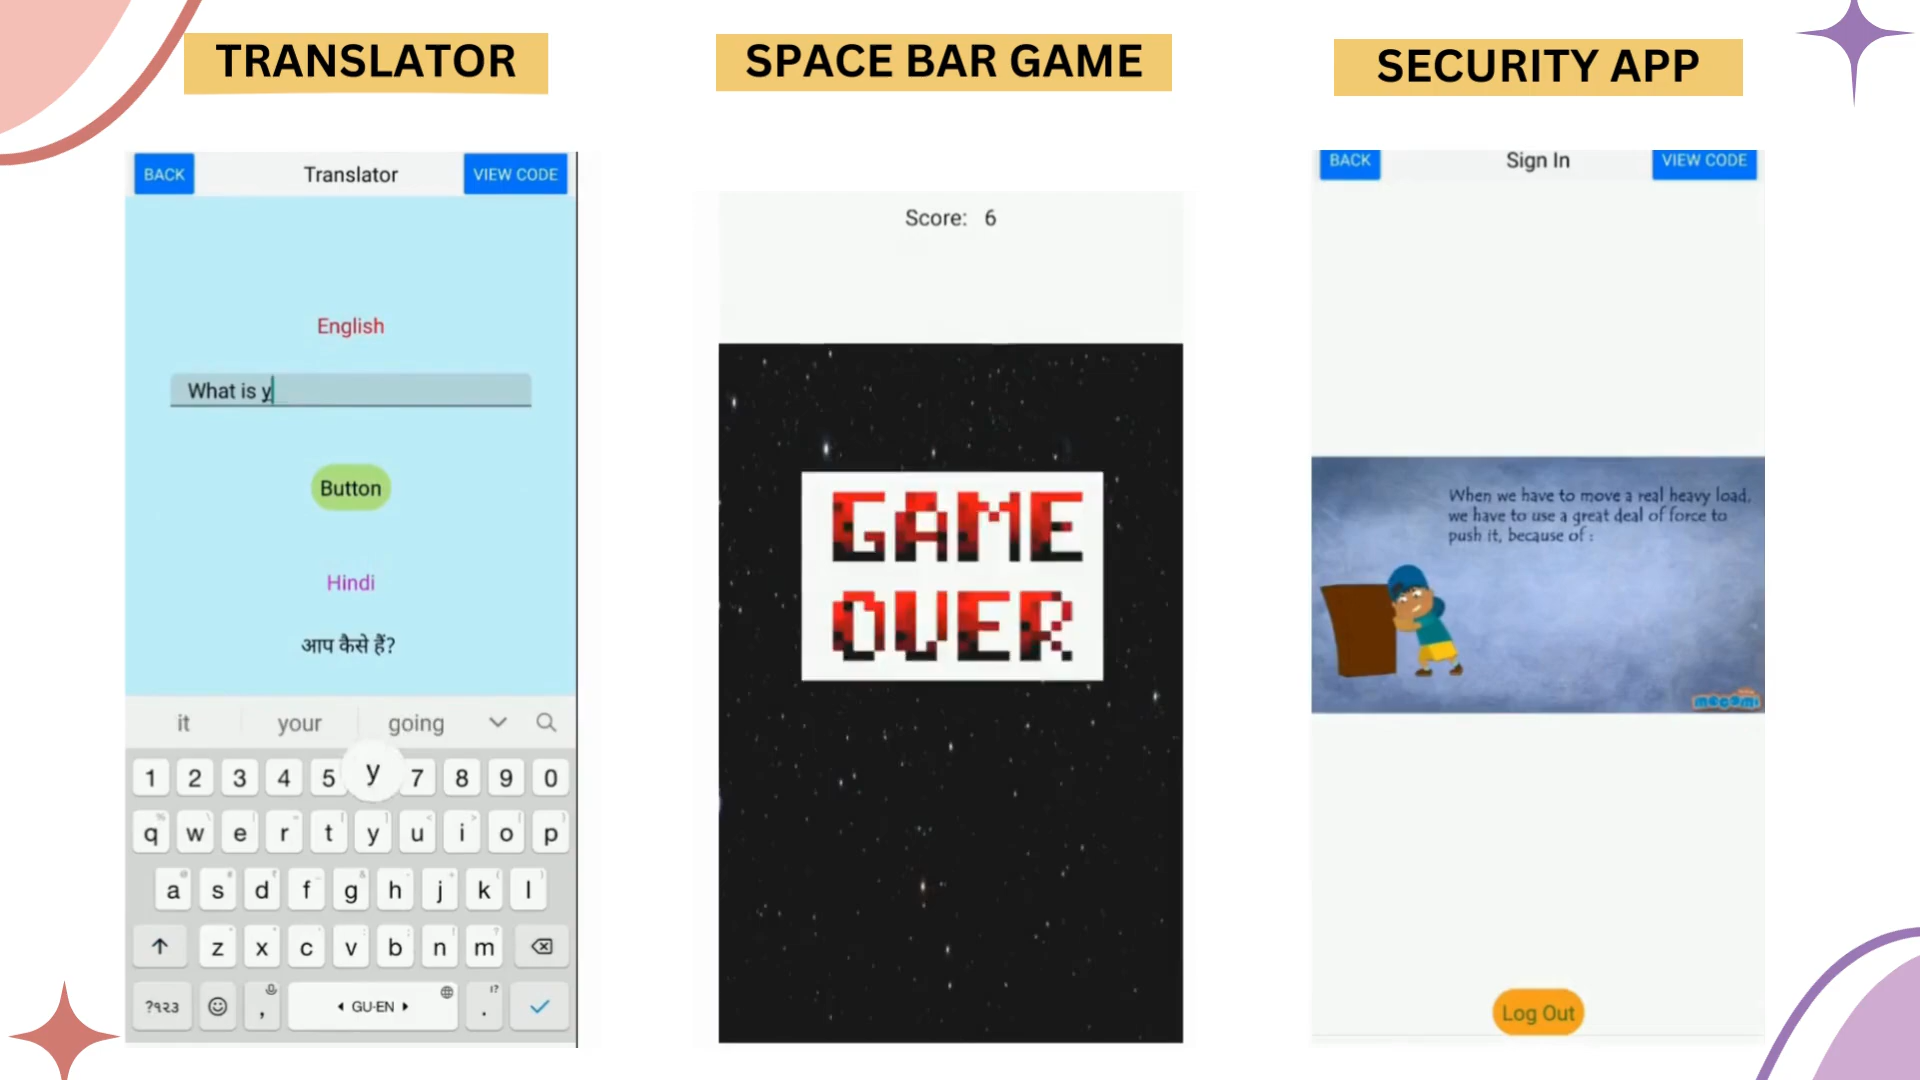 TRANSLATOR
BACK
Translator
VIEW CODE
English
What is y
Button
Hindi
आप कैसे हैं?
it your going
y
1 2 3 4 5 7 8 9 0
q w e r t y u i o p
a s d f g h j k l
z x c v b n m
?૧૨૩ , GU-EN . !?
SPACE BAR GAME
Score: 6
GAME
OVER
SECURITY APP
BACK
Sign In
VIEW CODE
When we have to move a real heavy load,
we have to use a great deal of force to
push it, because of :
mocomi
Log Out